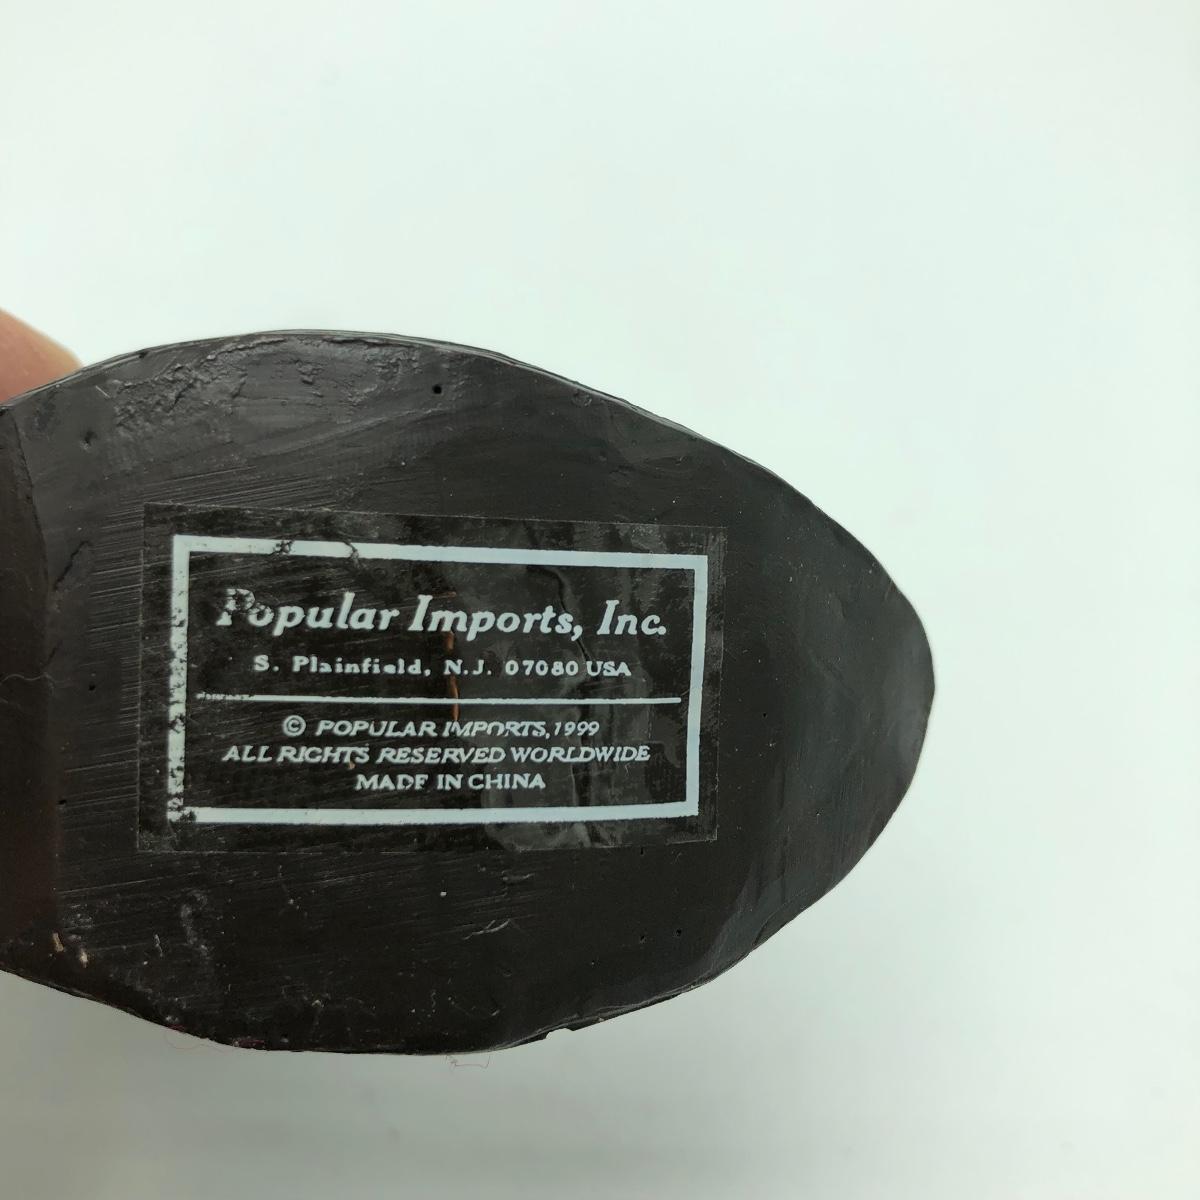 Popular Imports, Inc.
S. Plainfield, N.J. 07080 USA
© POPULAR IMPORTS, 1999
ALL RIGHTS RESERVED WORLDWIDE
MADE IN CHINA